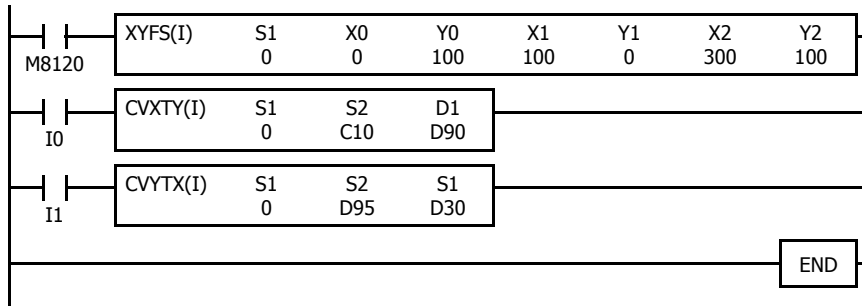 XYFS(I) S1 X0 Y0 X1 Y1 X2 Y2
0 0 100 100 0 300 100
M8120
CVXTY(I) S1 S2 D1
0 C10 D90
I0
CVYTX(I) S1 S2 S1
0 D95 D30
I1
END